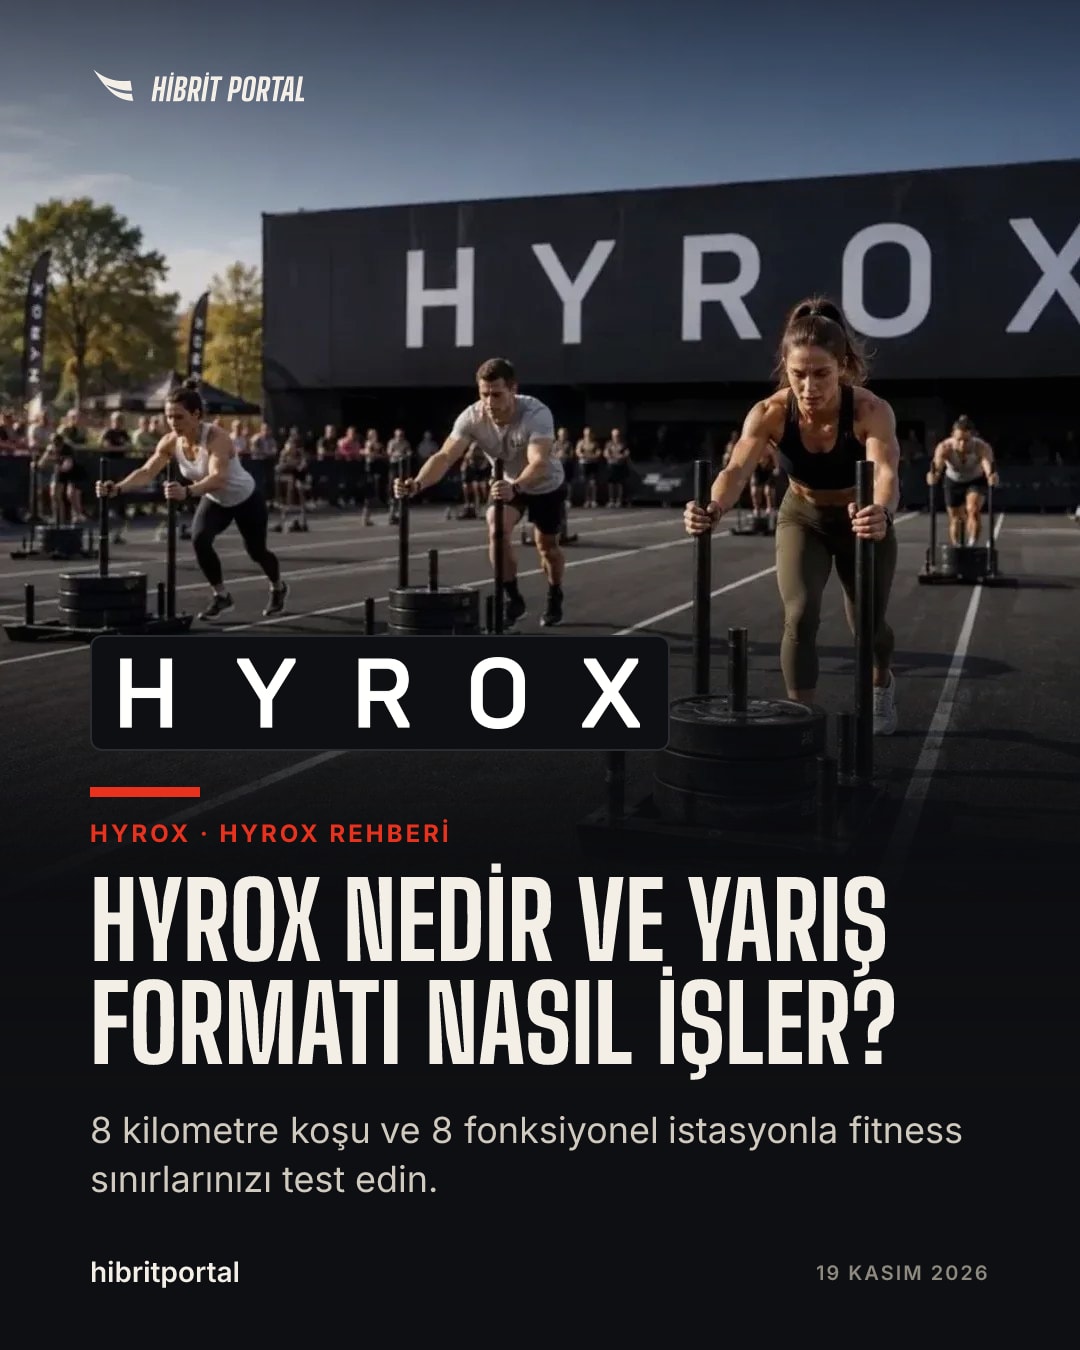 HİBRİT PORTAL
HYROX
HYROX
HYROX
HYROX · HYROX REHBERİ
HYROX NEDİR VE YARIŞ
FORMATI NASIL İŞLER?
8 kilometre koşu ve 8 fonksiyonel istasyonla fitness
sınırlarınızı test edin.
hibritportal
19 KASIM 2026